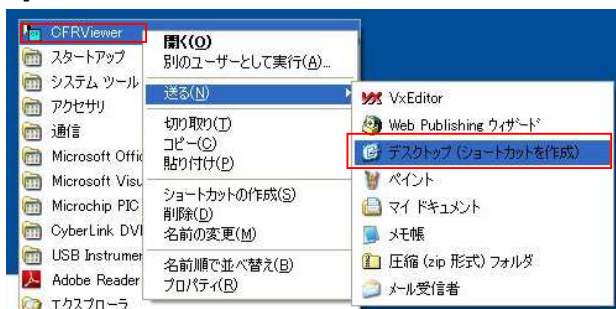 CFRViewer
スタートアップ
システム ツール
アクセサリ
通信
Microsoft Offic
Microsoft Visu
Microchip PIC
CyberLink DVI
USB Instrumer
Adobe Reader
エクスプローラ
開く(O)
別のユーザーとして実行(A)...
送る(N)
切り取り(T)
コピー(C)
貼り付け(P)
ショートカットの作成(S)
削除(D)
名前の変更(M)
名前順で並べ替え(B)
プロパティ(R)
VxEditor
Web Publishing ウィザード
デスクトップ (ショートカットを作成)
ペイント
マイ ドキュメント
メモ帳
圧縮 (zip 形式) フォルダ
メール受信者